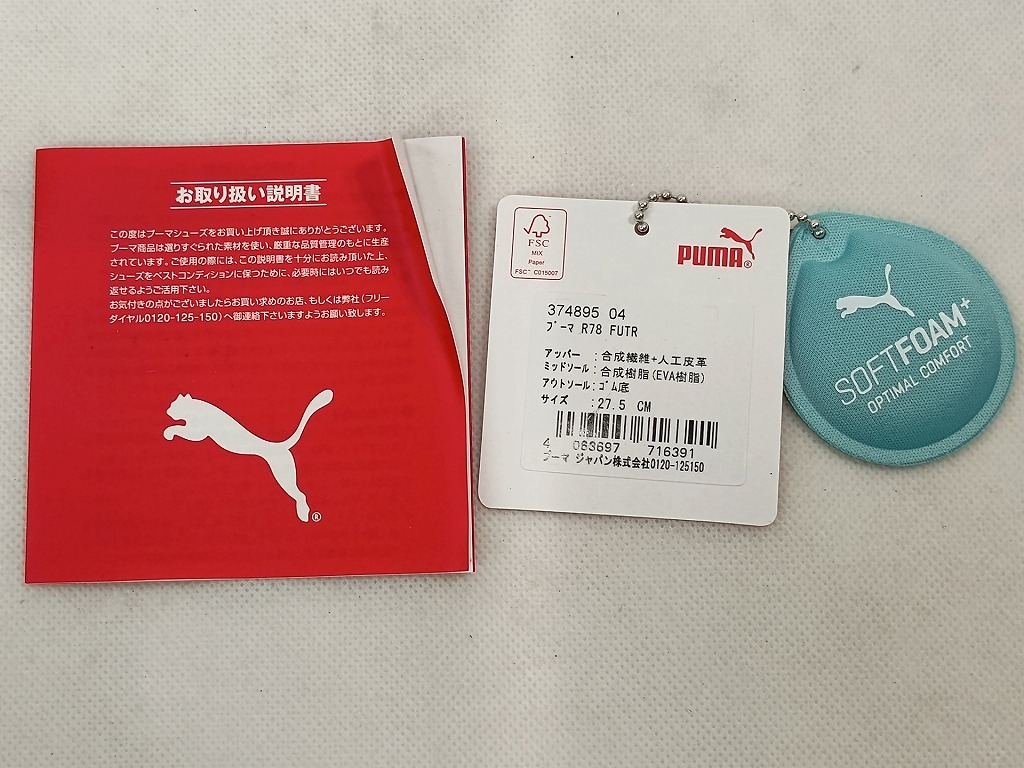 お取り扱い説明書
この度はプーマシューズをお買い上げ頂き誠にありがとうございます。
プーマ商品は選りすぐられた素材を使い、厳重な品質管理のもとに生産
されています。ご使用の際には、この説明書を十分にお読み頂いた上、
シューズをベストコンディションに保つために、必要時にはいつでも読み
返せるようご活用下さい。
お気付きの点がございましたらお買い求めのお店、もしくは弊社(フリー
ダイヤル0120-125-150)へ御連絡下さいますようお願い致します。
®
FSC
MIX
Paper
FSC™ C015007
PUMA®
374895 04
プーマ R78 FUTR
アッパー :合成繊維+人工皮革
ミッドソール:合成樹脂(EVA樹脂)
アウトソール:ゴム底
サイズ :27.5 CM
4 063697 716391
プーマ ジャパン株式会社0120-125150
SOFTFOAM+
OPTIMAL COMFORT